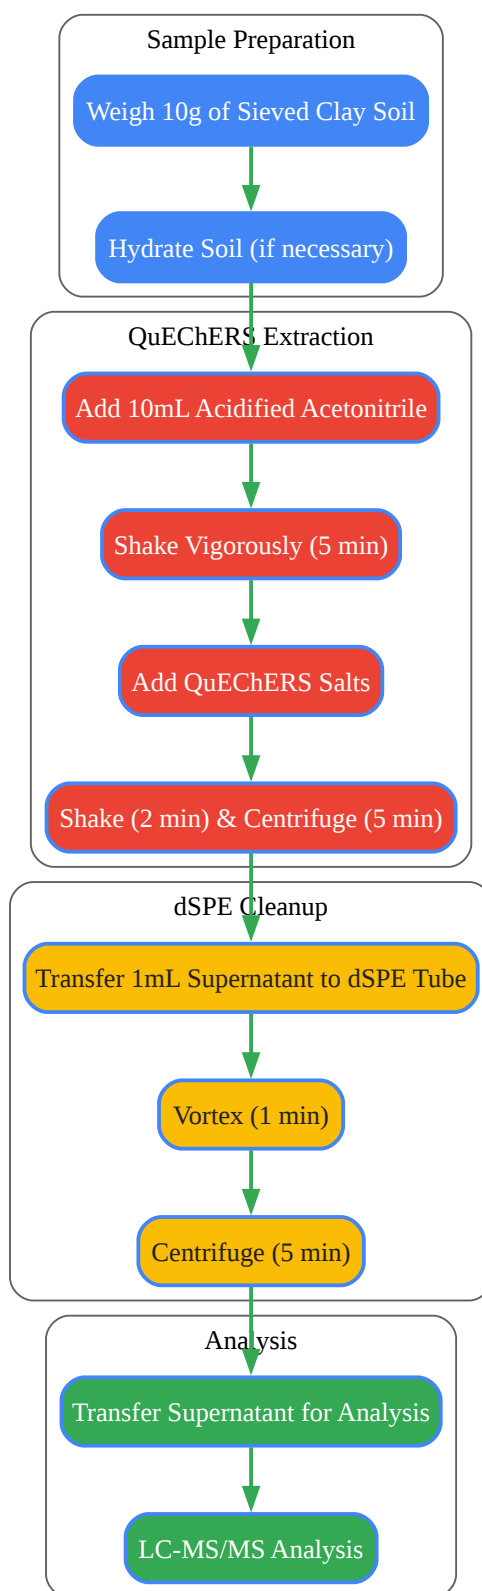 Sample Preparation
Weigh 10g of Sieved Clay Soil
Hydrate Soil (if necessary)
QuEChERS Extraction
Add 10mL Acidified Acetonitrile
Shake Vigorously (5 min)
Add QuEChERS Salts
Shake (2 min) & Centrifuge (5 min)
dSPE Cleanup
Transfer 1mL Supernatant to dSPE Tube
Vortex (1 min)
Centrifuge (5 min)
Analysis
Transfer Supernatant for Analysis
LC-MS/MS Analysis